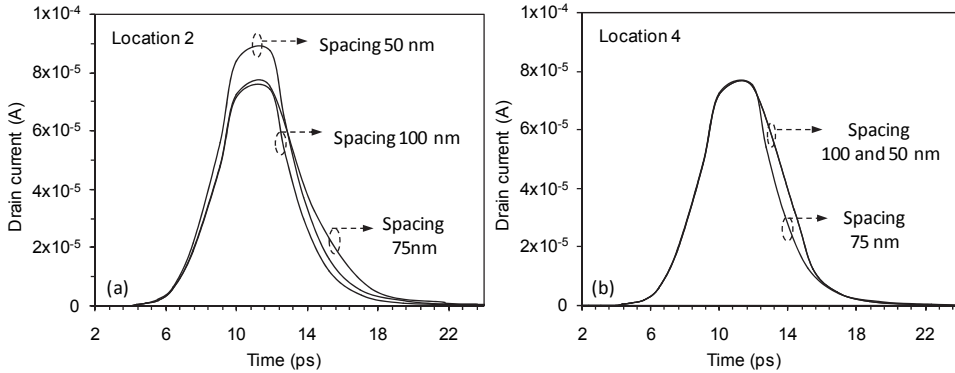 1x10⁻⁴
Location 2
Spacing 50 nm
8x10⁻⁵
6x10⁻⁵
Spacing 100 nm
4x10⁻⁵
Spacing
75nm
2x10⁻⁵
(a)
0
2 6 10 14 18 22
Time (ps)
Drain current (A)
1x10⁻⁴
Location 4
8x10⁻⁵
6x10⁻⁵
Spacing
100 and 50 nm
4x10⁻⁵
Spacing
75 nm
2x10⁻⁵
(b)
0
2 6 10 14 18 22
Time (ps)
Drain current (A)